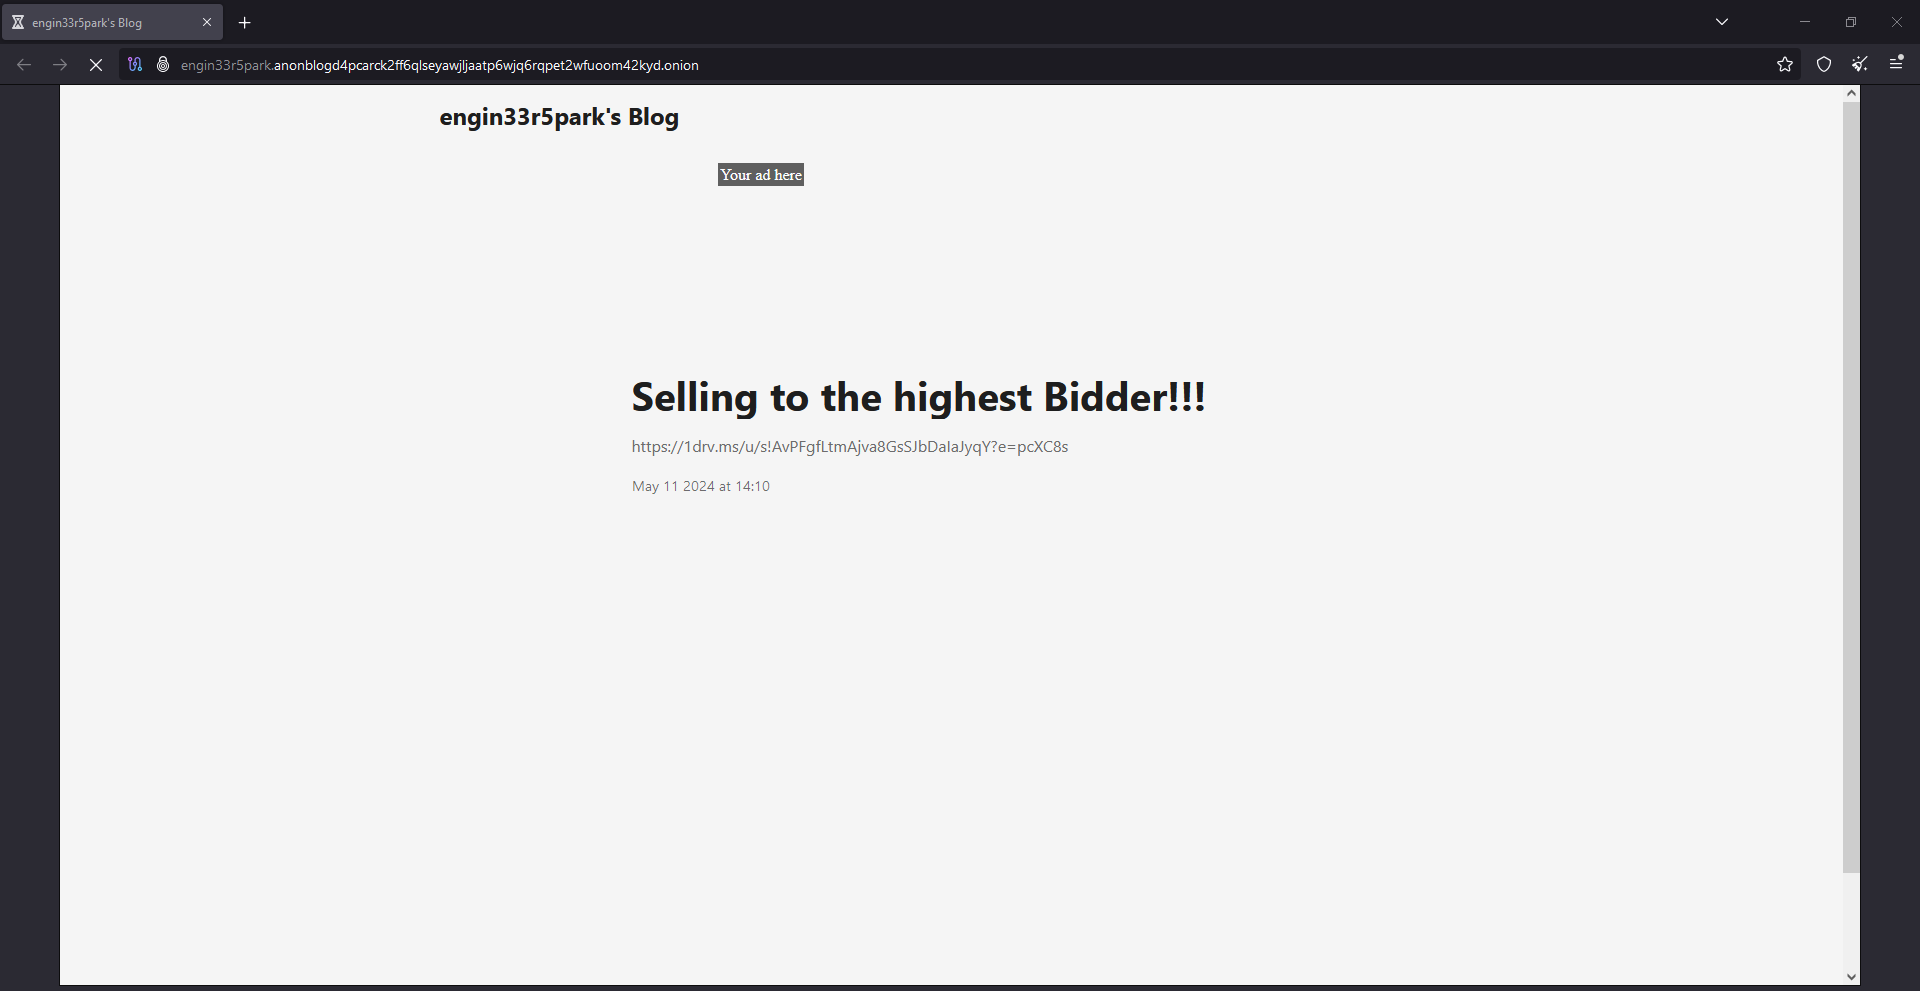 engin33r5park's Blog
engin33r5park.anonblogd4pcarck2ff6qlseyawjljaatp6wjq6rqpet2wfuoom42kyd.onion
engin33r5park's Blog
Your ad here
Selling to the highest Bidder!!!
https://1drv.ms/u/s!AvPFgfLtmAjva8GsSJbDaIaJyqY?e=pcXC8s
May 11 2024 at 14:10